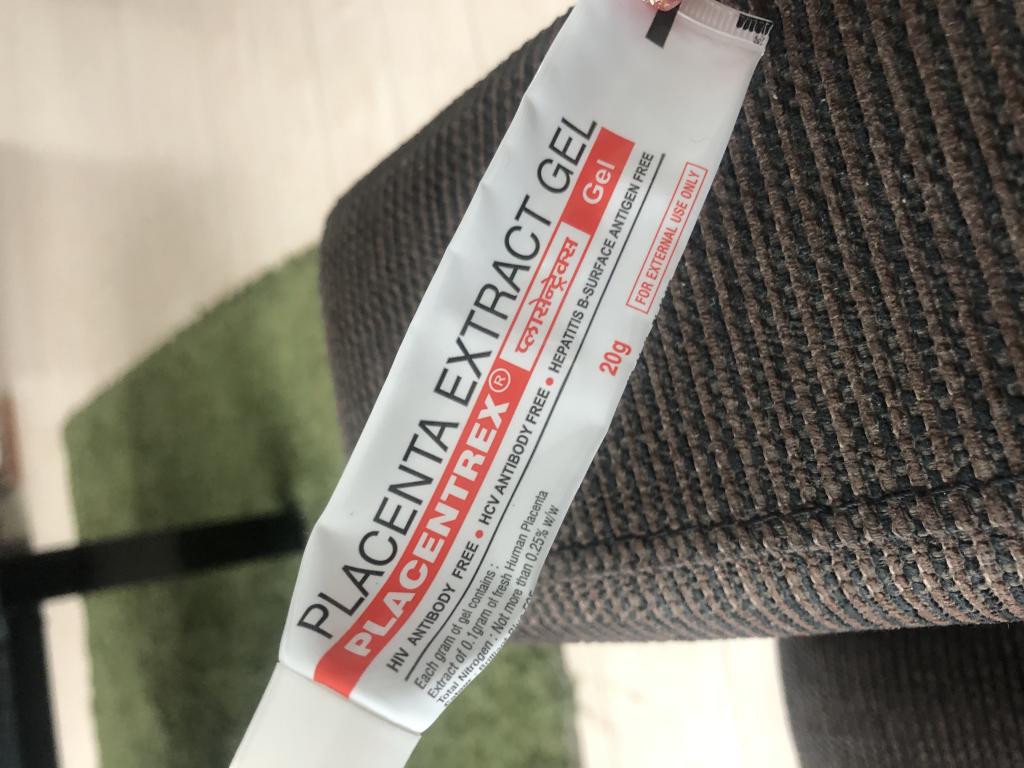 PLACENTA EXTRACT GEL
PLACENTREX® प्लासेन्ट्रेक्स Gel
HIV ANTIBODY FREE • HCV ANTIBODY FREE • HEPATITIS B-SURFACE ANTIGEN FREE
20g FOR EXTERNAL USE ONLY
Each gram of gel contains :
Extract of 0.1gram of fresh Human Placenta
Total Nitrogen : Not more than 0.25% w/w